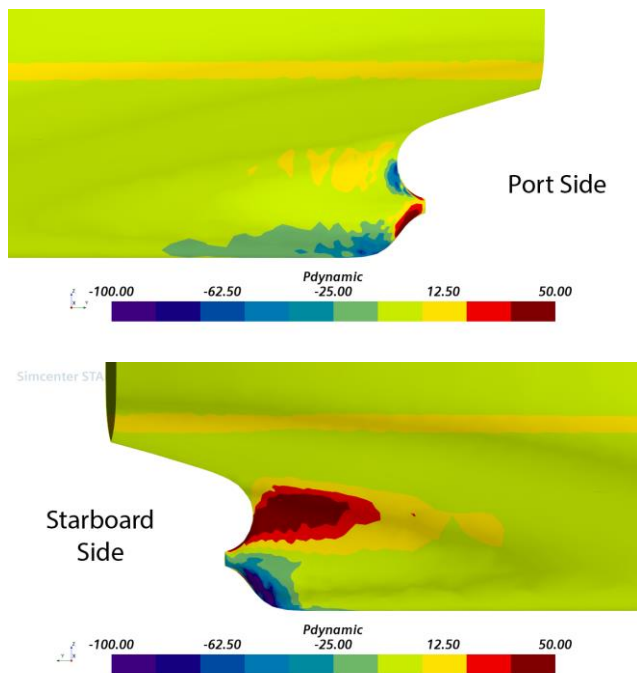 Port Side
Pdynamic
-100.00 -62.50 -25.00 12.50 50.00
Simcenter STA
Starboard
Side
Pdynamic
-100.00 -62.50 -25.00 12.50 50.00